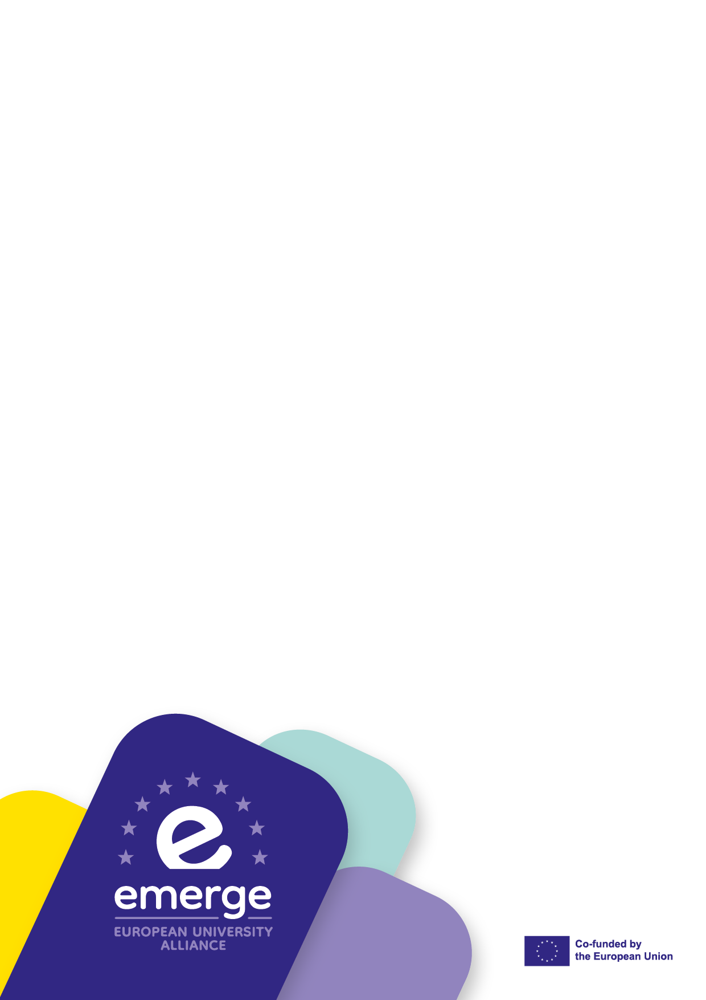 e
emerge
EUROPEAN UNIVERSITY
ALLIANCE
Co-funded by
the European Union